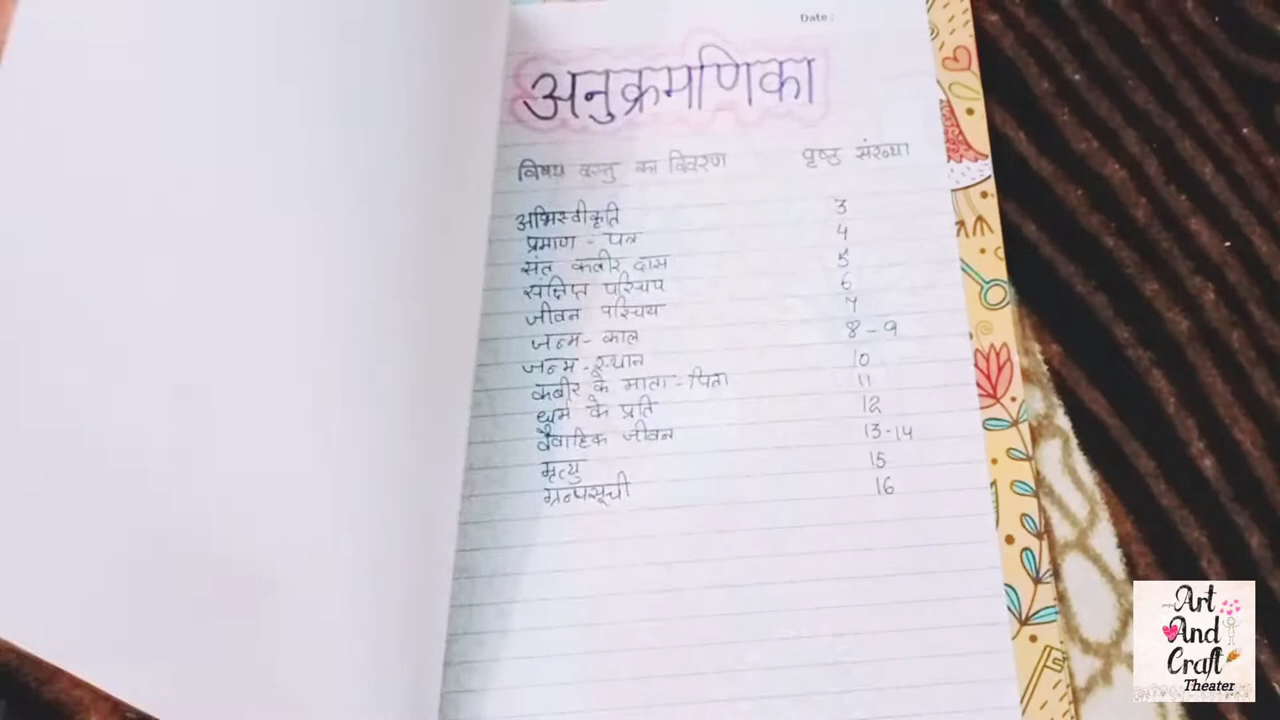 Date :
अनुक्रमणिका
विषय वस्तु का विवरण पृष्ठ संख्या
अभिस्वीकृति 3
प्रमाण - पत्र 4
संत कबीर दास 5
संक्षिप्त परिचय 6
जीवन परिचय 7
जन्म - काल 8 - 9
जन्म - स्थान 10
कबीर के माता - पिता 11
धर्म के प्रति 12
वैवाहिक जीवन 13-14
मृत्यु 15
ग्रन्थसूची 16
Art
And
Craft
Theater